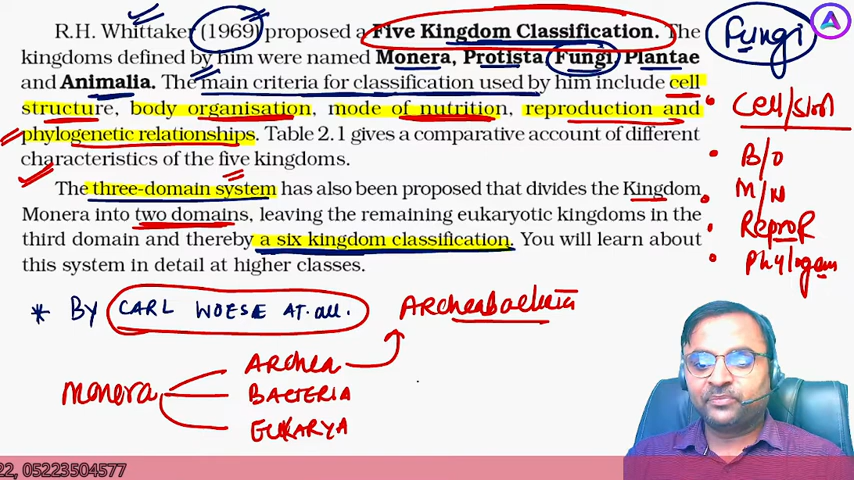 R.H. Whittaker (1969) proposed a Five Kingdom Classification. The
kingdoms defined by him were named Monera, Protista, Fungi, Plantae
and Animalia. The main criteria for classification used by him include cell
structure, body organisation, mode of nutrition, reproduction and
phylogenetic relationships. Table 2.1 gives a comparative account of different
characteristics of the five kingdoms.
The three-domain system has also been proposed that divides the Kingdom
Monera into two domains, leaving the remaining eukaryotic kingdoms in the
third domain and thereby a six kingdom classification. You will learn about
this system in detail at higher classes.
Fungi
Cell/
B/O
M/N
Repro
Phylogen
* By CARL WOESE AT. all.
ARChea
Monera
BACTERIA
EUKARYA
22, 05223504577
A